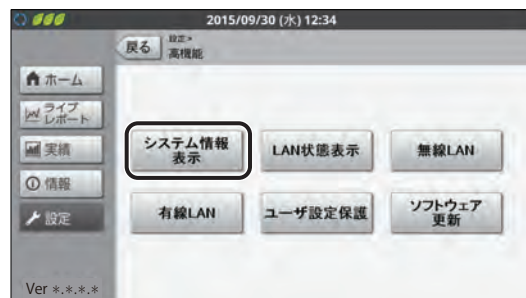 2015/09/30 (水) 12:34
戻る
設定>
高機能
ホーム
ライブ
レポート
実績
情報
設定
システム情報
表示
LAN状態表示
無線LAN
有線LAN
ユーザ設定保護
ソフトウェア
更新
Ver *.*.*.*